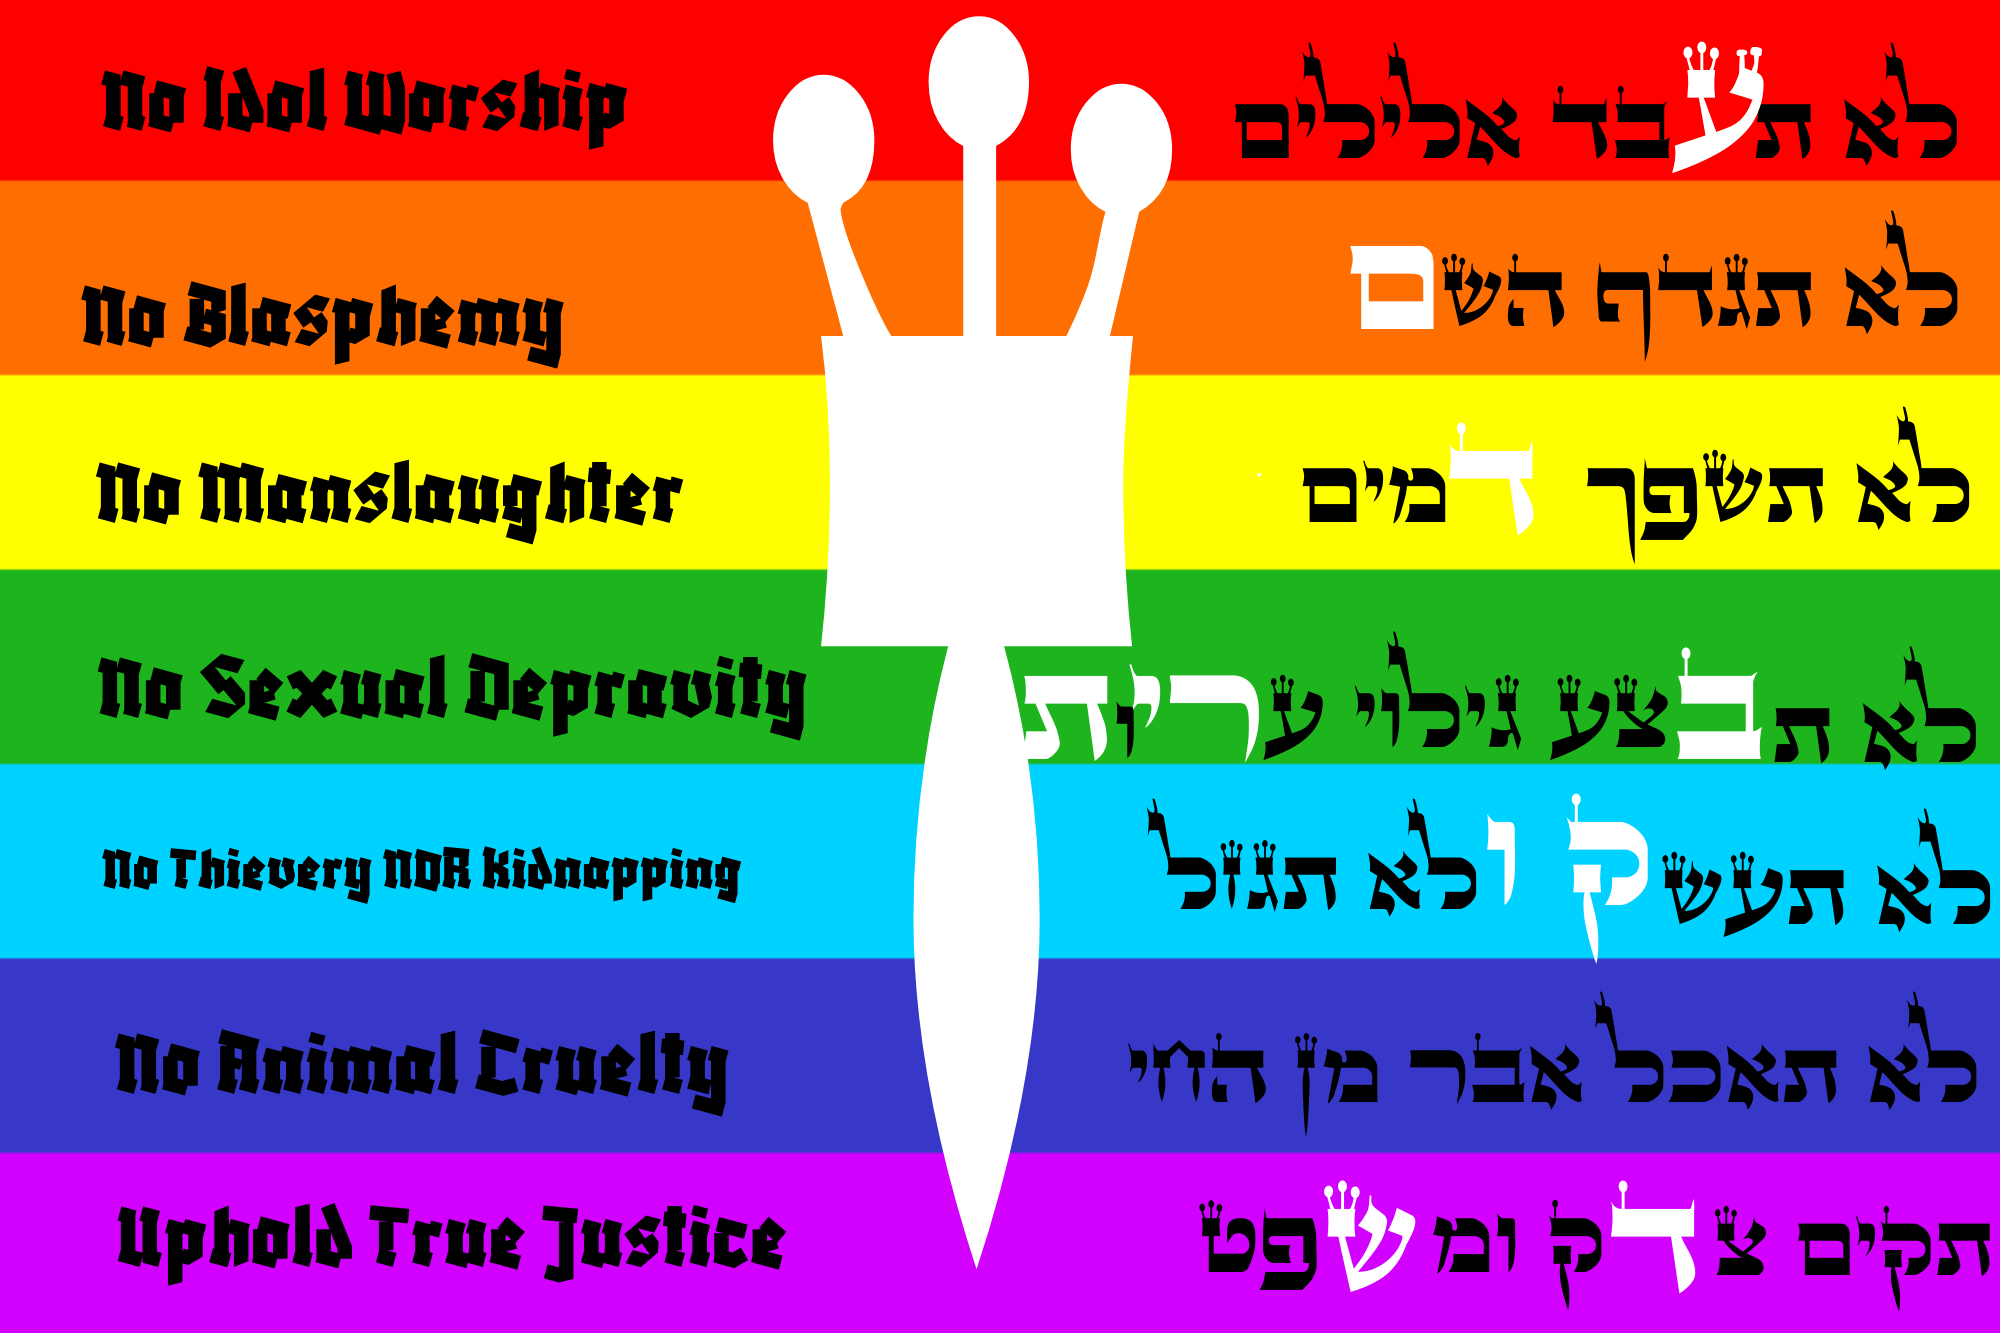 No Idol Worship
לא תעבד אלילים
No Blasphemy
לא תגדף השם
No Manslaughter
לא תשפך דמים
No Sexual Depravity
לא תבצע גילוי עריות
No Thievery NOR Kidnapping
לא תעשק ולא תגזל
No Animal Cruelty
לא תאכל אבר מן החי
Uphold True Justice
תקים צדק ומשפט